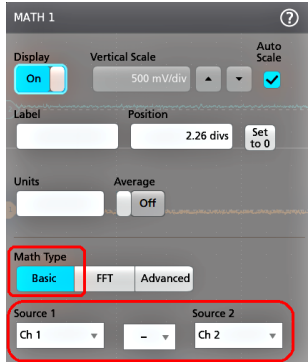 MATH 1 ?
Display Vertical Scale Auto Scale
On 500 mV/div
Label Position
2.26 divs Set to 0
Units Average
Off
Math Type
Basic FFT Advanced
Source 1 Source 2
Ch 1 – Ch 2